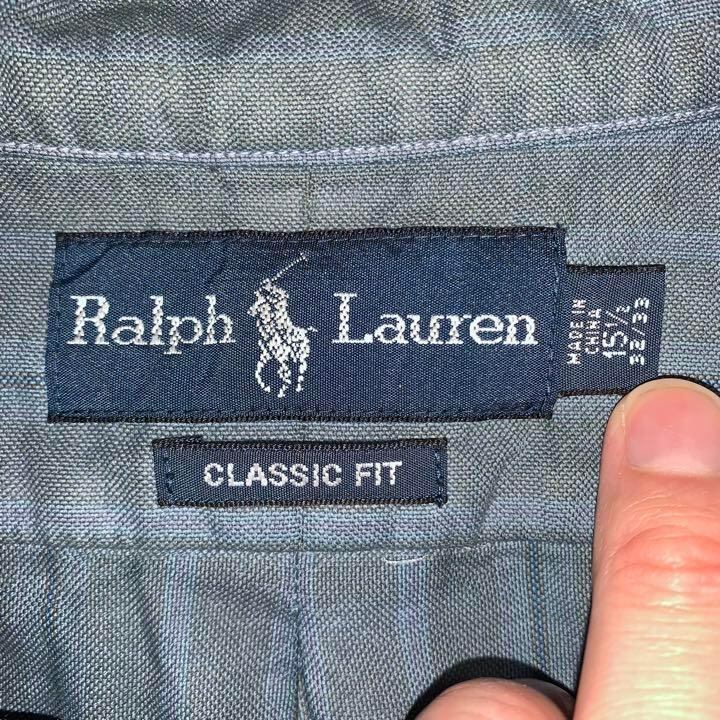 Ralph Lauren
MADE IN
CHINA
15½
32/33
CLASSIC FIT